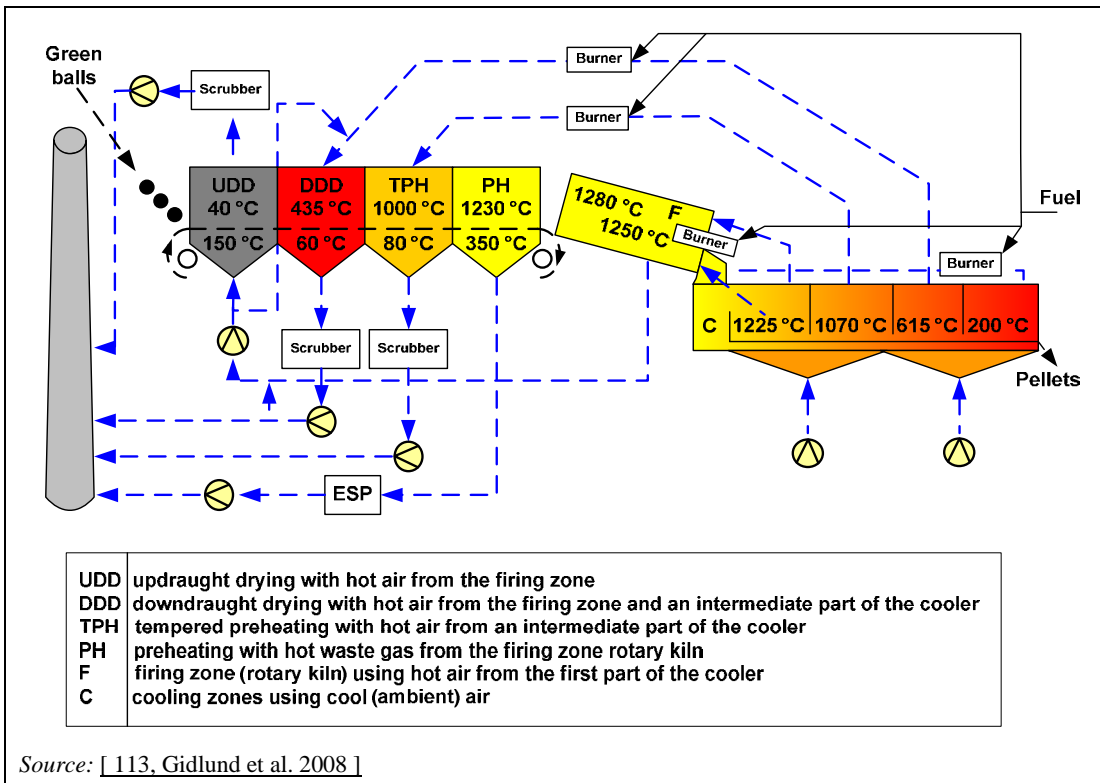 Green
balls
Scrubber
Burner
Burner
UDD
40 °C
150 °C
DDD
435 °C
60 °C
TPH
1000 °C
80 °C
PH
1230 °C
350 °C
1280 °C F
1250 °C
Burner
Fuel
Burner
C 1225 °C 1070 °C 615 °C 200 °C
Pellets
Scrubber
Scrubber
ESP
UDD updraught drying with hot air from the firing zone
DDD downdraught drying with hot air from the firing zone and an intermediate part of the cooler
TPH tempered preheating with hot air from an intermediate part of the cooler
PH preheating with hot waste gas from the firing zone rotary kiln
F firing zone (rotary kiln) using hot air from the first part of the cooler
C cooling zones using cool (ambient) air
Source: [ 113, Gidlund et al. 2008 ]